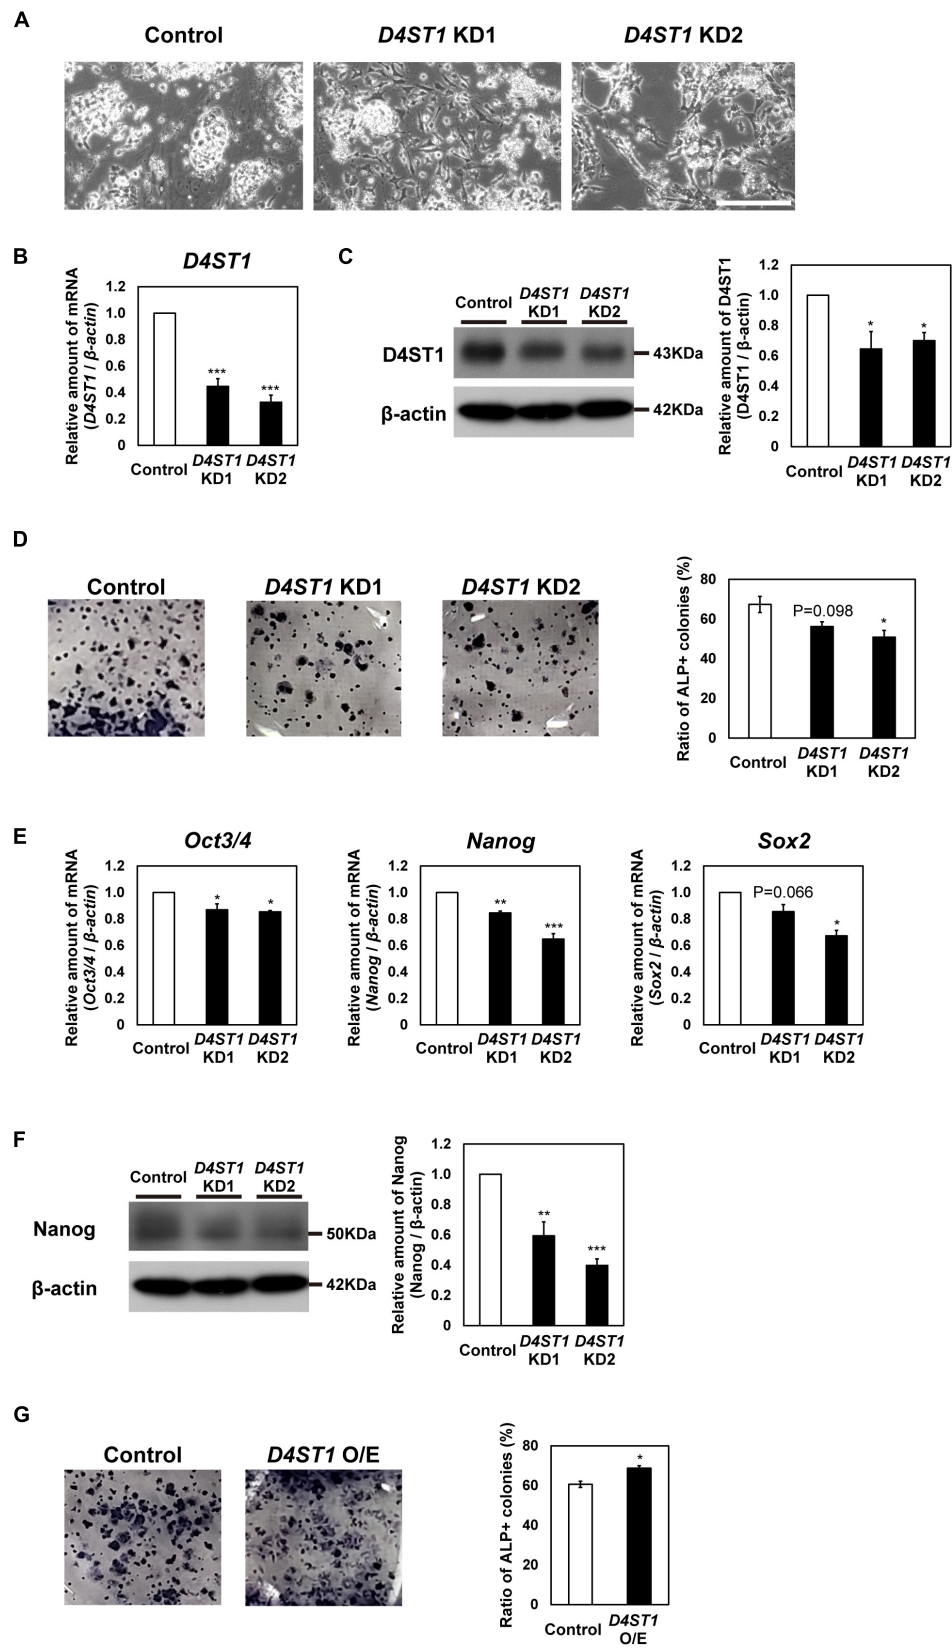 A
Control
D4ST1 KD1
D4ST1 KD2
B
D4ST1
Relative amount of mRNA
(D4ST1 / β-actin)
1.2
1.0
0.8
0.6
0.4
0.2
0
***
***
Control
D4ST1
KD1
D4ST1
KD2
C
Control
D4ST1
KD1
D4ST1
KD2
D4ST1
43KDa
β-actin
42KDa
Relative amount of D4ST1
(D4ST1 / β-actin)
1.2
1.0
0.8
0.6
0.4
0.2
0
*
*
Control
D4ST1
KD1
D4ST1
KD2
D
Control
D4ST1 KD1
D4ST1 KD2
Ratio of ALP+ colonies (%)
80
60
40
20
0
P=0.098
*
Control
D4ST1
KD1
D4ST1
KD2
E
Oct3/4
Relative amount of mRNA
(Oct3/4 / β-actin)
1.2
1.0
0.8
0.6
0.4
0.2
0
*
*
Control
D4ST1
KD1
D4ST1
KD2
Nanog
Relative amount of mRNA
(Nanog / β-actin)
1.2
1.0
0.8
0.6
0.4
0.2
0
**
***
Control
D4ST1
KD1
D4ST1
KD2
Sox2
Relative amount of mRNA
(Sox2 / β-actin)
1.2
1.0
0.8
0.6
0.4
0.2
0
P=0.066
*
Control
D4ST1
KD1
D4ST1
KD2
F
Control
D4ST1
KD1
D4ST1
KD2
Nanog
50KDa
β-actin
42KDa
Relative amount of Nanog
(Nanog / β-actin)
1.2
1.0
0.8
0.6
0.4
0.2
0
**
***
Control
D4ST1
KD1
D4ST1
KD2
G
Control
D4ST1 O/E
Ratio of ALP+ colonies (%)
80
60
40
20
0
*
Control
D4ST1
O/E